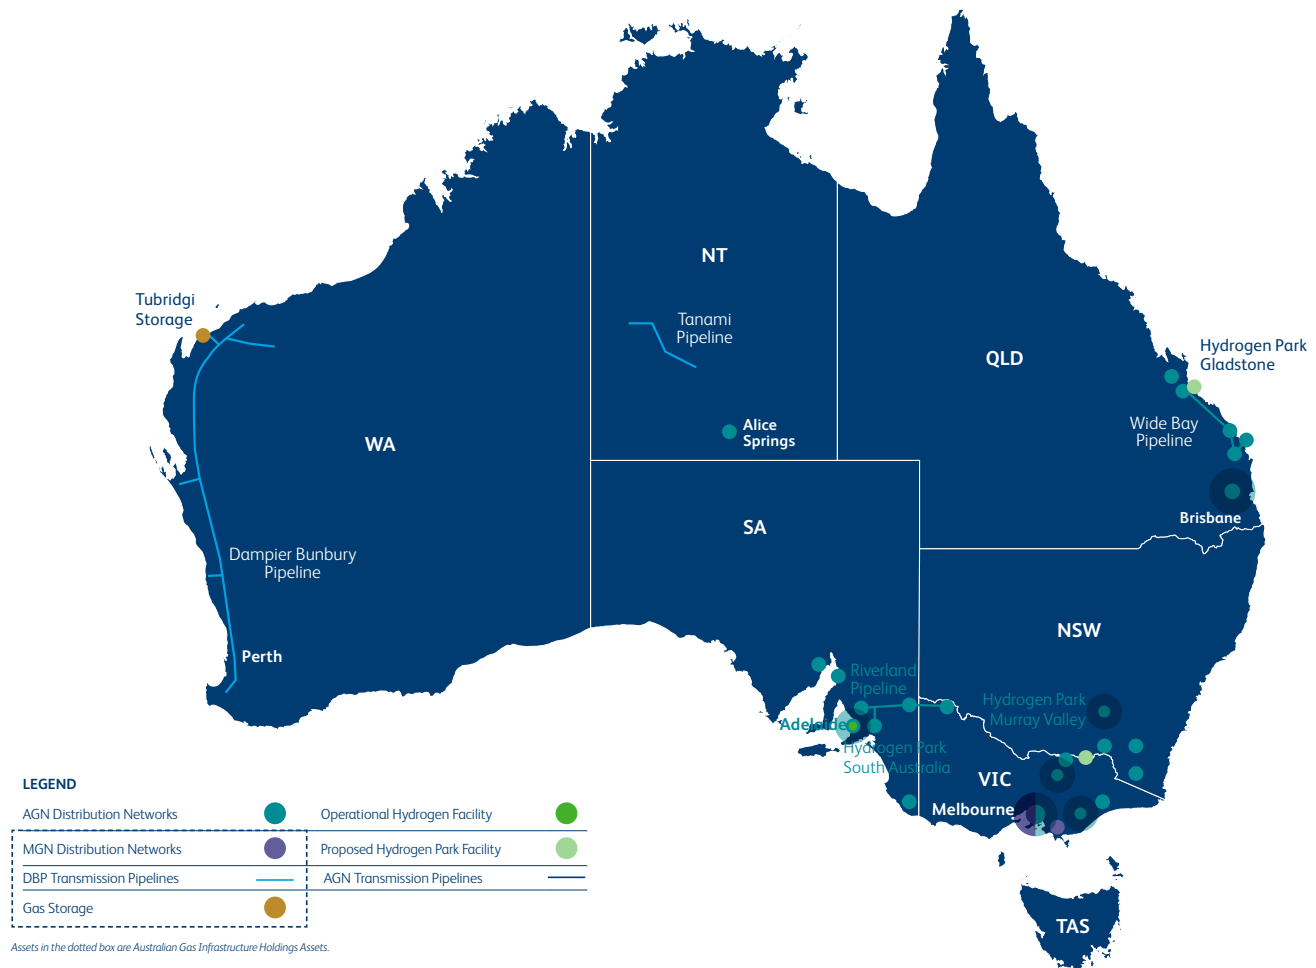 NT
Tubridgi
Storage
Tanami
Pipeline
Hydrogen Park
Gladstone
QLD
WA
Alice
Springs
Wide Bay
Pipeline
SA
Brisbane
Dampier Bunbury
Pipeline
NSW
Perth
Riverland
Pipeline
Hydrogen Park
Murray Valley
Adelaide
Hydrogen Park
South Australia
VIC
Melbourne
TAS
LEGEND
AGN Distribution Networks
Operational Hydrogen Facility
MGN Distribution Networks
Proposed Hydrogen Park Facility
DBP Transmission Pipelines
AGN Transmission Pipelines
Gas Storage
Assets in the dotted box are Australian Gas Infrastructure Holdings Assets.